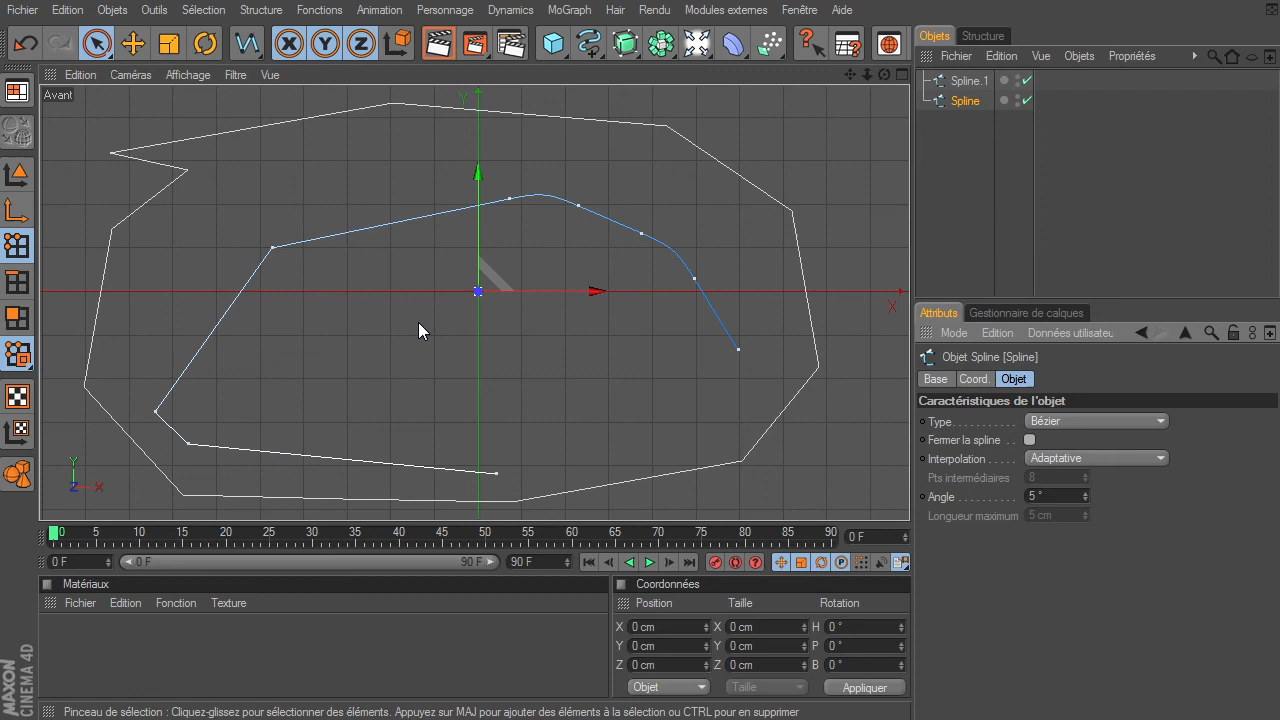 Fichier Edition Objets Outils Sélection Structure Fonctions Animation Personnage Dynamics MoGraph Hair Rendu Modules externes Fenêtre Aide
Edition Caméras Affichage Filtre Vue
Avant
Y
X
Y
Z X
0 5 10 15 20 25 30 35 40 45 50 55 60 65 70 75 80 85 90 0 F
0 F 0 F 90 F 90 F
Matériaux
Fichier Edition Fonction Texture
Coordonnées
Position Taille Rotation
X 0 cm X 0 cm H 0 °
Y 0 cm Y 0 cm P 0 °
Z 0 cm Z 0 cm B 0 °
Objet Taille Appliquer
MAXON CINEMA 4D
Pinceau de sélection : Cliquez-glissez pour sélectionner des éléments. Appuyez sur MAJ pour ajouter des éléments à la sélection ou CTRL pour en supprimer
Objets Structure
Fichier Edition Vue Objets Propriétés
Spline.1
Spline
Attributs Gestionnaire de calques
Mode Edition Données utilisateu
Objet Spline [Spline]
Base Coord. Objet
Caractéristiques de l'objet
Type Bézier
Fermer la spline
Interpolation Adaptative
Pts intermédiaires 8
Angle 5 °
Longueur maximum 5 cm